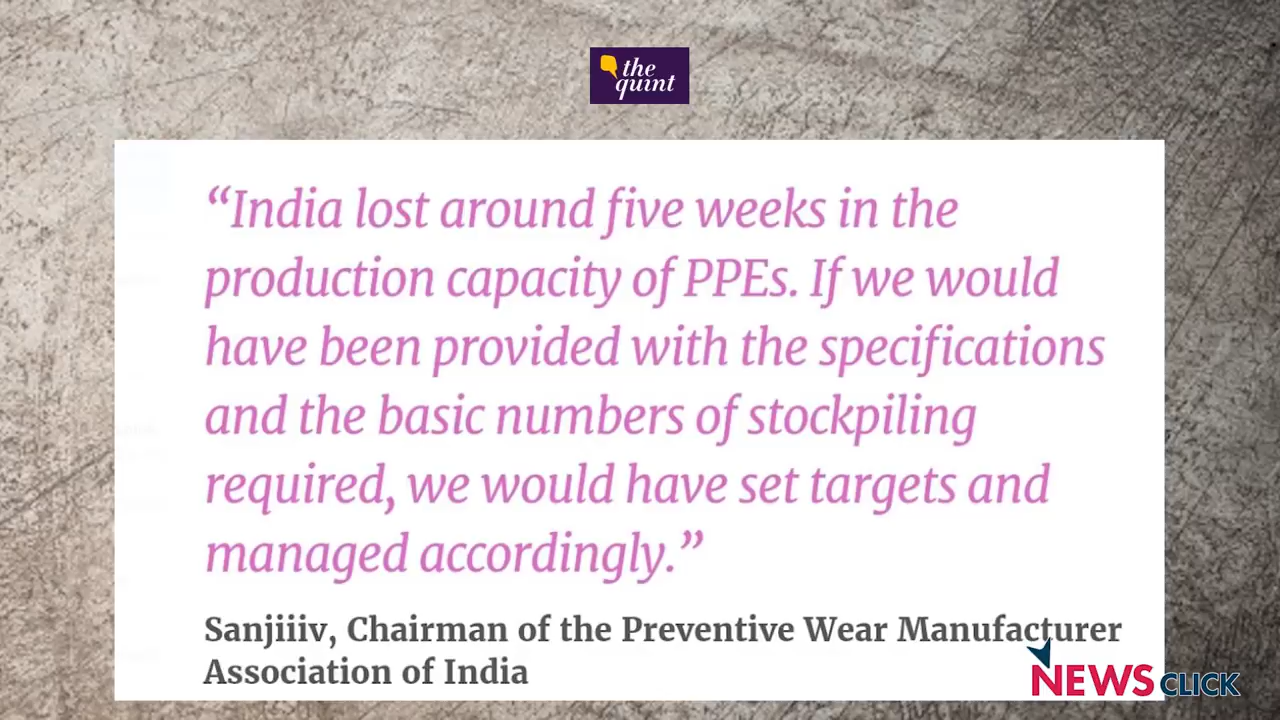 the
quint
“India lost around five weeks in the
production capacity of PPEs. If we would
have been provided with the specifications
and the basic numbers of stockpiling
required, we would have set targets and
managed accordingly.”
Sanjiiiv, Chairman of the Preventive Wear Manufacturer
Association of India
NEWSCLICK